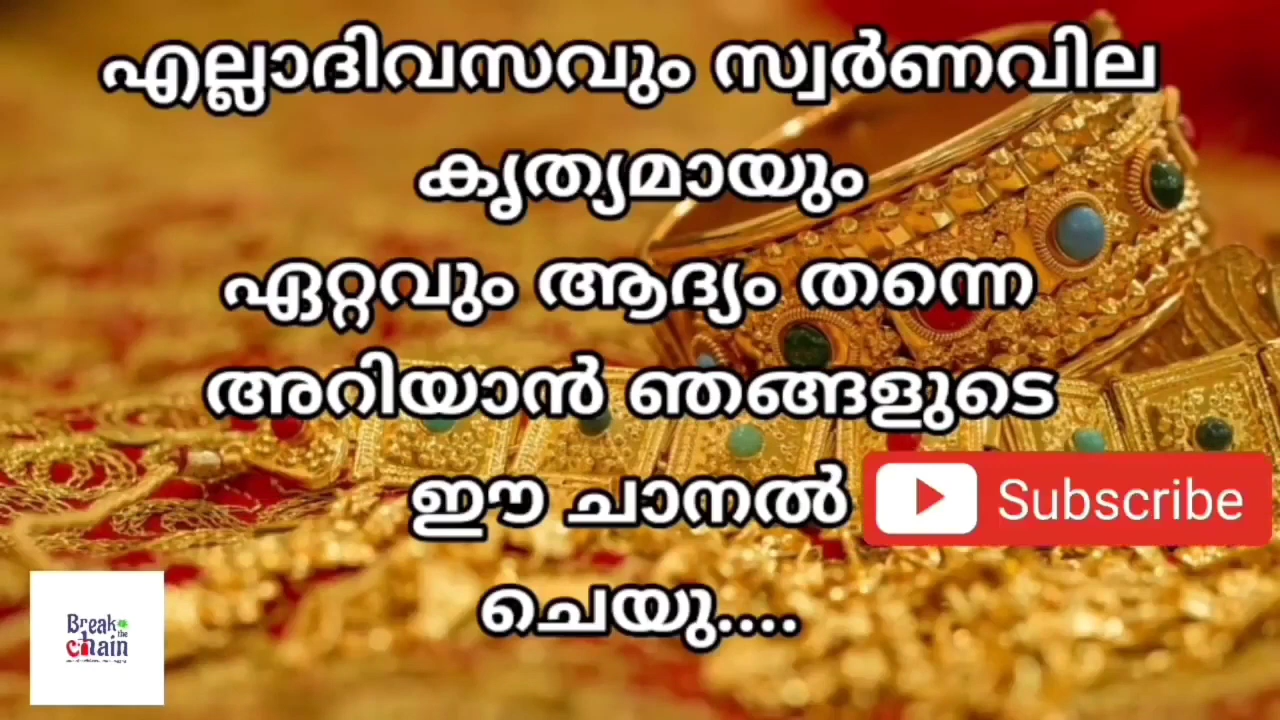 എല്ലാദിവസവും സ്വർണവില
കൃത്യമായും
ഏറ്റവും ആദ്യം തന്നെ
അറിയാൻ ഞങ്ങളുടെ
ഈ ചാനൽ Subscribe
ചെയു....
Break
the
chain